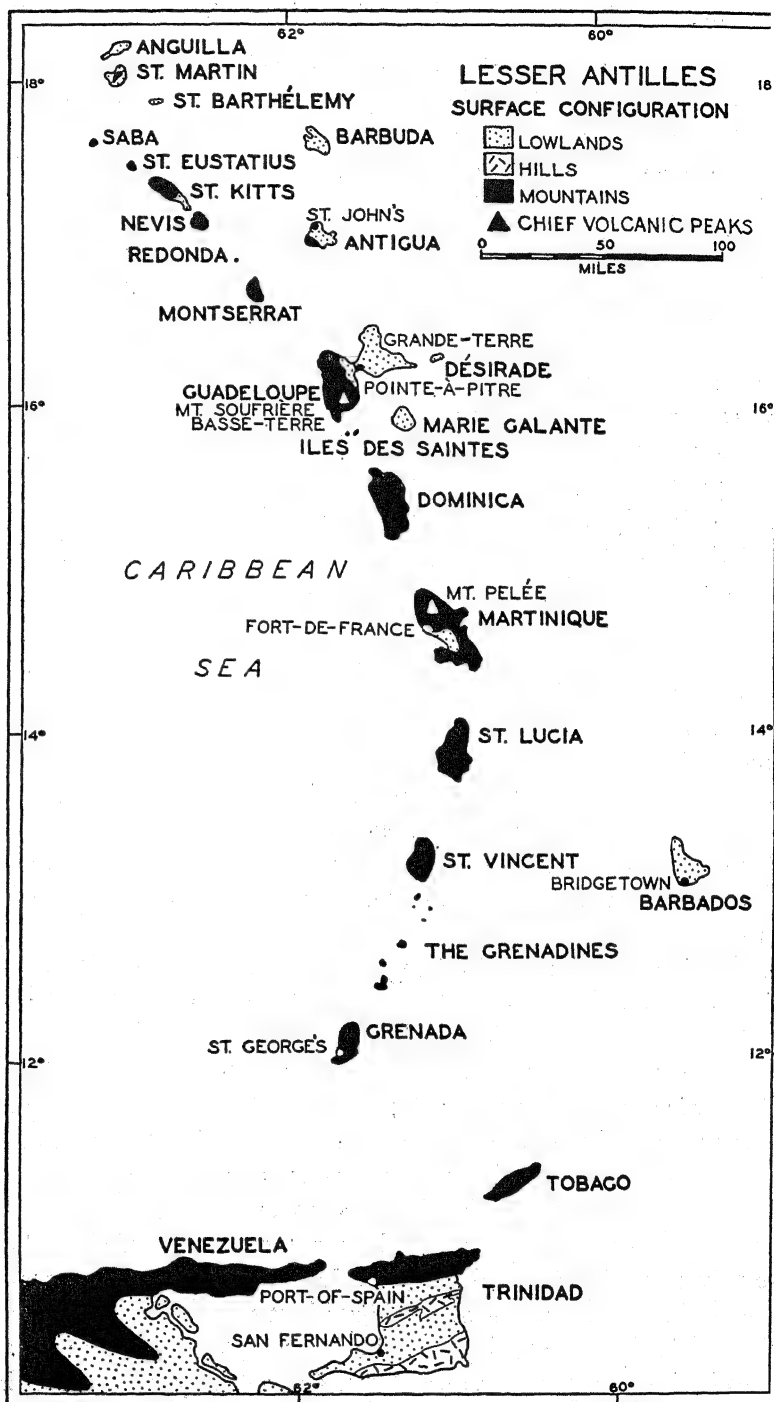 62° 60°
ANGUILLA
18° 18
ST. MARTIN
LESSER ANTILLES
ST. BARTHÉLEMY
SURFACE CONFIGURATION
SABA
BARBUDA
LOWLANDS
ST. EUSTATIUS
HILLS
ST. KITTS
MOUNTAINS
NEVIS
ST. JOHN'S
CHIEF VOLCANIC PEAKS
ANTIGUA
REDONDA.
0 50 100
MILES
MONTSERRAT
GRANDE-TERRE
DÉSIRADE
GUADELOUPE
POINTE-À-PITRE
16° 16°
MT. SOUFRIÈRE
BASSE-TERRE
MARIE GALANTE
ILES DES SAINTES
DOMINICA
CARIBBEAN
MT. PELÉE
MARTINIQUE
FORT-DE-FRANCE
SEA
14° 14°
ST. LUCIA
ST. VINCENT
BRIDGETOWN
BARBADOS
THE GRENADINES
GRENADA
ST. GEORGE'S
12° 12°
TOBAGO
VENEZUELA
PORT-OF-SPAIN
TRINIDAD
SAN FERNANDO
62° 60°